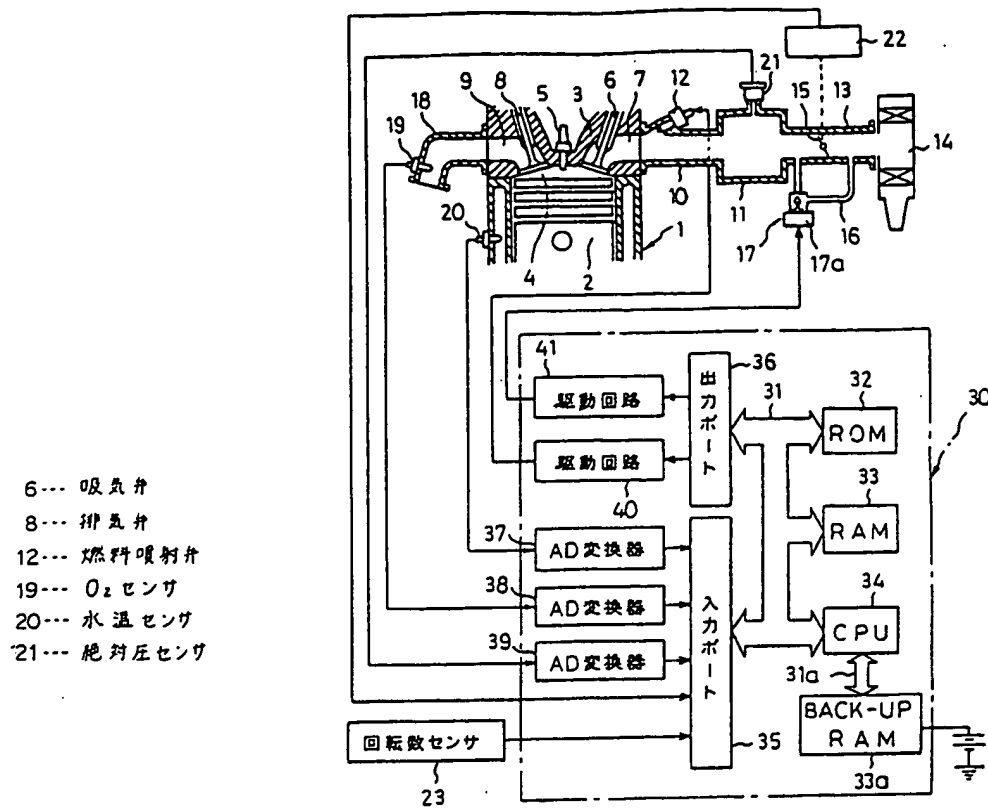 22
21
9
8
5
3
6
7
12
15
13
18
19
14
10
11
16
20
1
17
17a
4
2
41
駆動回路
36
出力ポート
31
32
ROM
30
駆動回路
40
33
RAM
6--- 吸気弁
8--- 排気弁
12--- 燃料噴射弁
19--- O₂センサ
20--- 水温センサ
21--- 絶対圧センサ
37
AD変換器
38
AD変換器
39
AD変換器
入力ポート
35
34
CPU
31a
BACK-UP
RAM
33a
回転数センサ
23